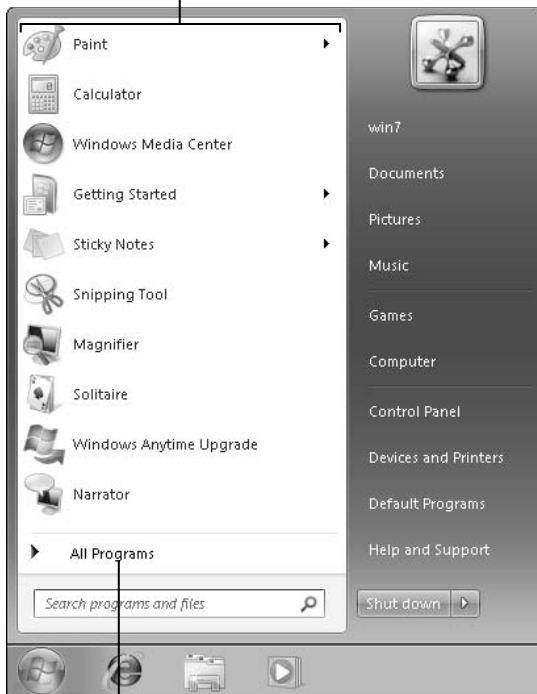 Paint
Calculator
Windows Media Center
Getting Started
Sticky Notes
Snipping Tool
Magnifier
Solitaire
Windows Anytime Upgrade
Narrator
All Programs
Search programs and files
win7
Documents
Pictures
Music
Games
Computer
Control Panel
Devices and Printers
Default Programs
Help and Support
Shut down